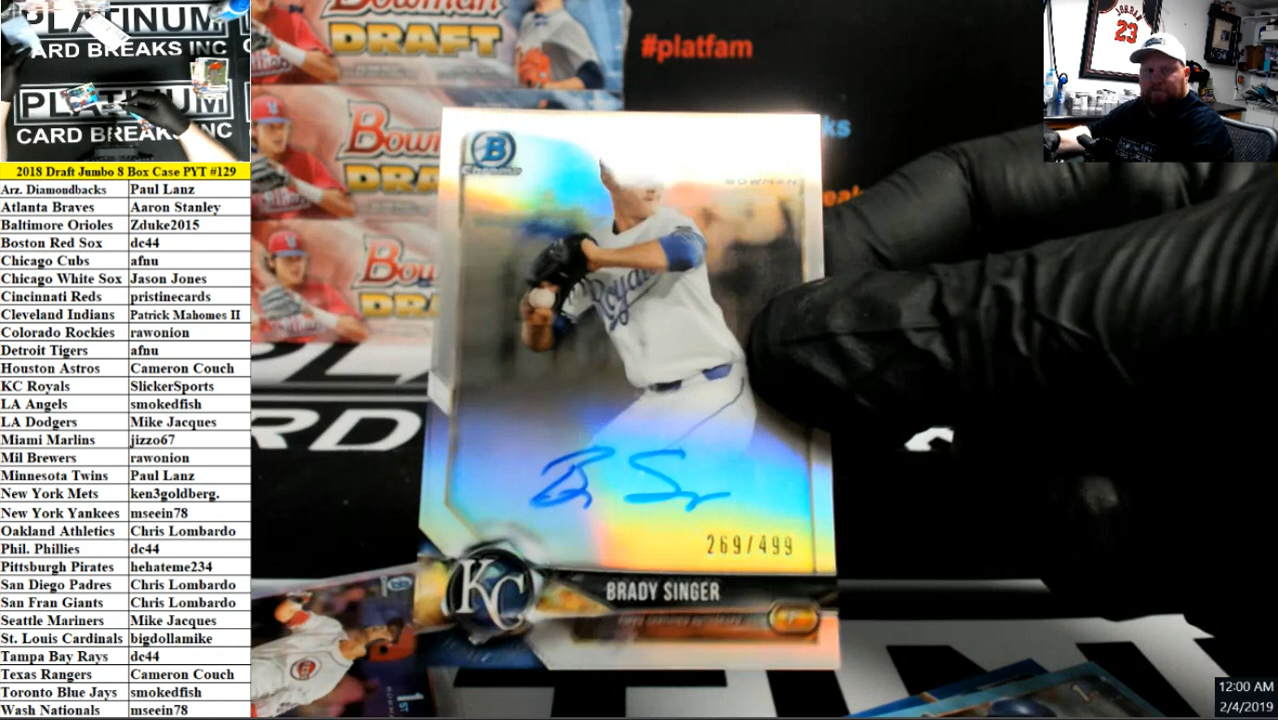 PLATINUM
CARD BREAKS INC
PLATINUM
CARD BREAKS INC
Bowman
DRAFT
#platfam
JORDAN
23
2018 Draft Jumbo 8 Box Case PYT #129
Arz. Diamondbacks Paul Lanz
Atlanta Braves Aaron Stanley
Baltimore Orioles Zduke2015
Boston Red Sox dc44
Chicago Cubs afnu
Chicago White Sox Jason Jones
Cincinnati Reds pristinecards
Cleveland Indians Patrick Mahomes II
Colorado Rockies rawonion
Detroit Tigers afnu
Houston Astros Cameron Couch
KC Royals SlickerSports
LA Angels smokedfish
LA Dodgers Mike Jacques
Miami Marlins jizzo67
Mil Brewers rawonion
Minnesota Twins Paul Lanz
New York Mets ken3goldberg.
New York Yankees mseein78
Oakland Athletics Chris Lombardo
Phil. Phillies dc44
Pittsburgh Pirates hehateme234
San Diego Padres Chris Lombardo
San Fran Giants Chris Lombardo
Seattle Mariners Mike Jacques
St. Louis Cardinals bigdollamike
Tampa Bay Rays dc44
Texas Rangers Cameron Couch
Toronto Blue Jays smokedfish
Wash Nationals mseein78
B
Chrome
BOWMAN
Royals
269/499
KC
BRADY SINGER
P
1ST
12:00 AM
2/4/2019